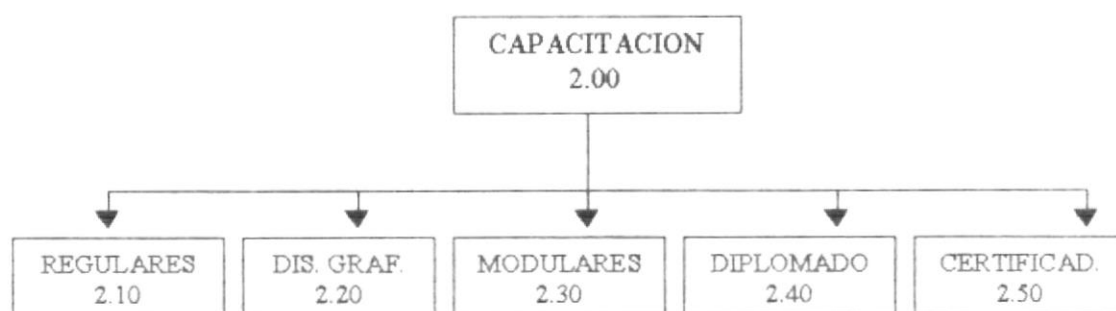 CAPACITACION
2.00
REGULARES
2.10
DIS. GRAF.
2.20
MODULARES
2.30
DIPLOMADO
2.40
CERTIFICAD.
2.50